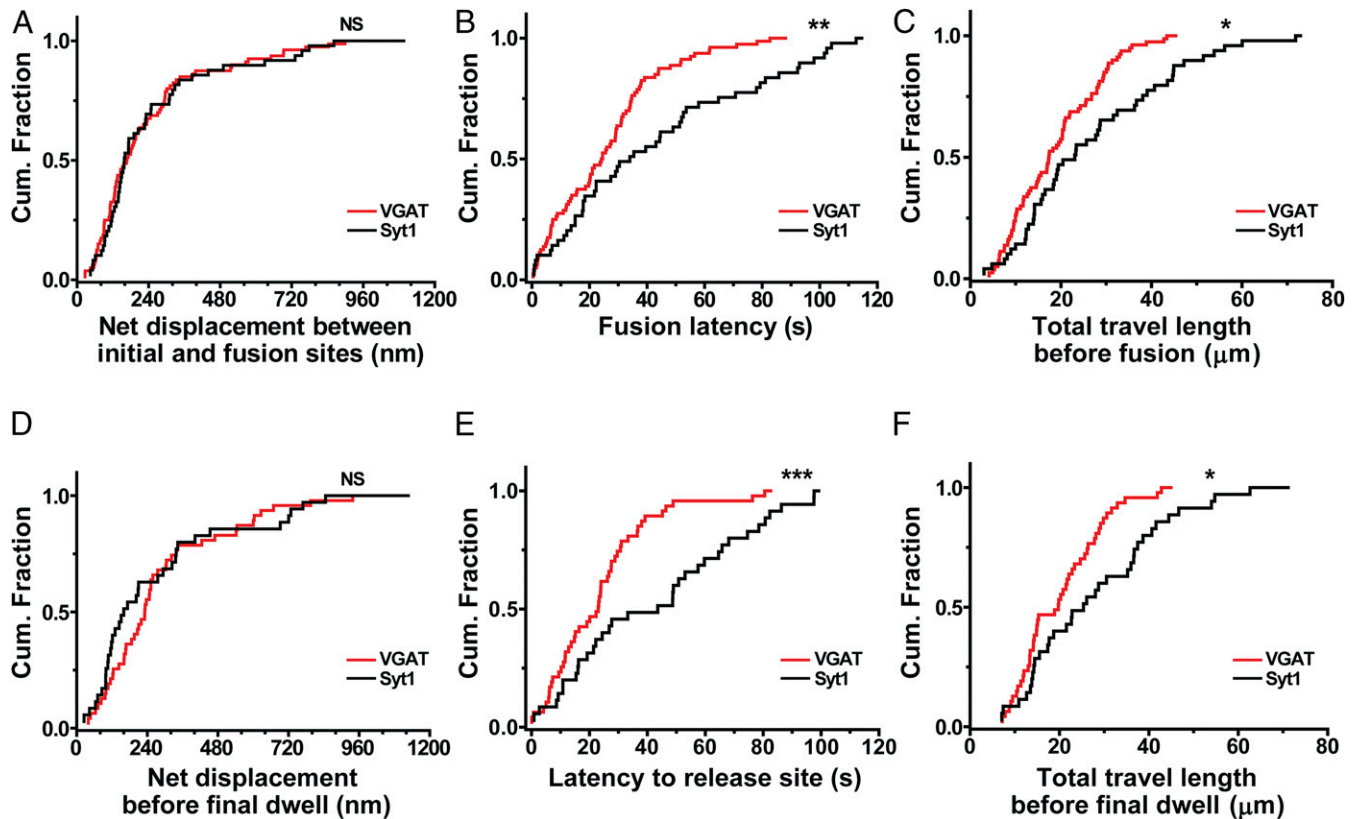 A
NS
1.0
0.5
0.0
Cum. Fraction
VGAT
Syt1
0 240 480 720 960 1200
Net displacement between
initial and fusion sites (nm)
B
**
1.0
0.5
0.0
Cum. Fraction
VGAT
Syt1
0 20 40 60 80 100 120
Fusion latency (s)
C
*
1.0
0.5
0.0
Cum. Fraction
VGAT
Syt1
0 20 40 60 80
Total travel length
before fusion (μm)
D
NS
1.0
0.5
0.0
Cum. Fraction
VGAT
Syt1
0 240 480 720 960 1200
Net displacement
before final dwell (nm)
E
***
1.0
0.5
0.0
Cum. Fraction
VGAT
Syt1
0 20 40 60 80 100 120
Latency to release site (s)
F
*
1.0
0.5
0.0
Cum. Fraction
VGAT
Syt1
0 20 40 60 80
Total travel length
before final dwell (μm)